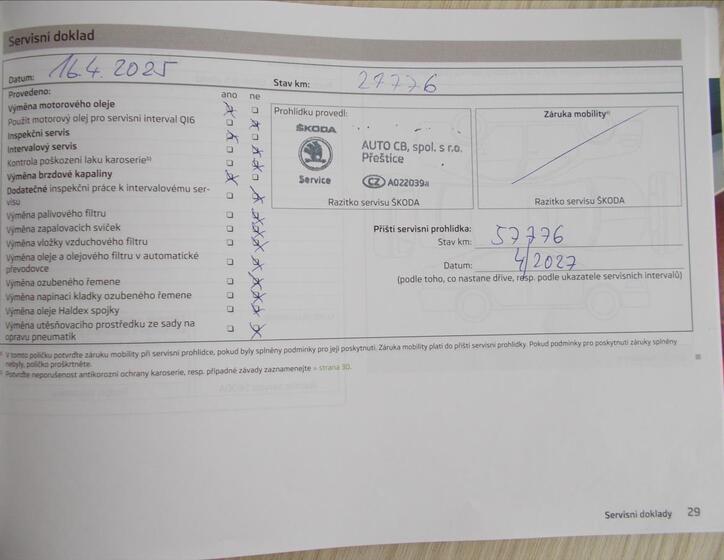 Servisní doklad
Datum: 16.4. 2025
Stav km: 27776
Provedeno: ano ne
Výměna motorového oleje
Použit motorový olej pro servisní interval QI6
Inspekční servis
Intervalový servis
Kontrola poškození laku karoserie²⁾
Výměna brzdové kapaliny
Dodatečné inspekční práce k intervalovému ser-
visu
Výměna palivového filtru
Výměna zapalovacích svíček
Výměna vložky vzduchového filtru
Výměna oleje a olejového filtru v automatické
převodovce
Výměna ozubeného řemene
Výměna napínací kladky ozubeného řemene
Výměna oleje Haldex spojky
Výměna utěsňovacího prostředku ze sady na
opravu pneumatik
Prohlídku provedl:
ŠKODA
Service
AUTO CB, spol. s r.o.
Přeštice
CZ A022039a
Razítko servisu ŠKODA
Záruka mobility¹⁾
Razítko servisu ŠKODA
Příští servisní prohlídka:
Stav km: 57776
Datum: 4/2027
(podle toho, co nastane dříve, resp. podle ukazatele servisních intervalů)
¹⁾ V tomto políčku potvrďte záruku mobility při servisní prohlídce, pokud byly splněny podmínky pro její poskytnutí. Záruka mobility platí do příští servisní prohlídky. Pokud podmínky pro poskytnutí záruky splněny
nebyly, políčko proškrtněte.
²⁾ Potvrďte neporušenost antikorozní ochrany karoserie, resp. případné závady zaznamenejte » strana 30.
Servisní doklady 29